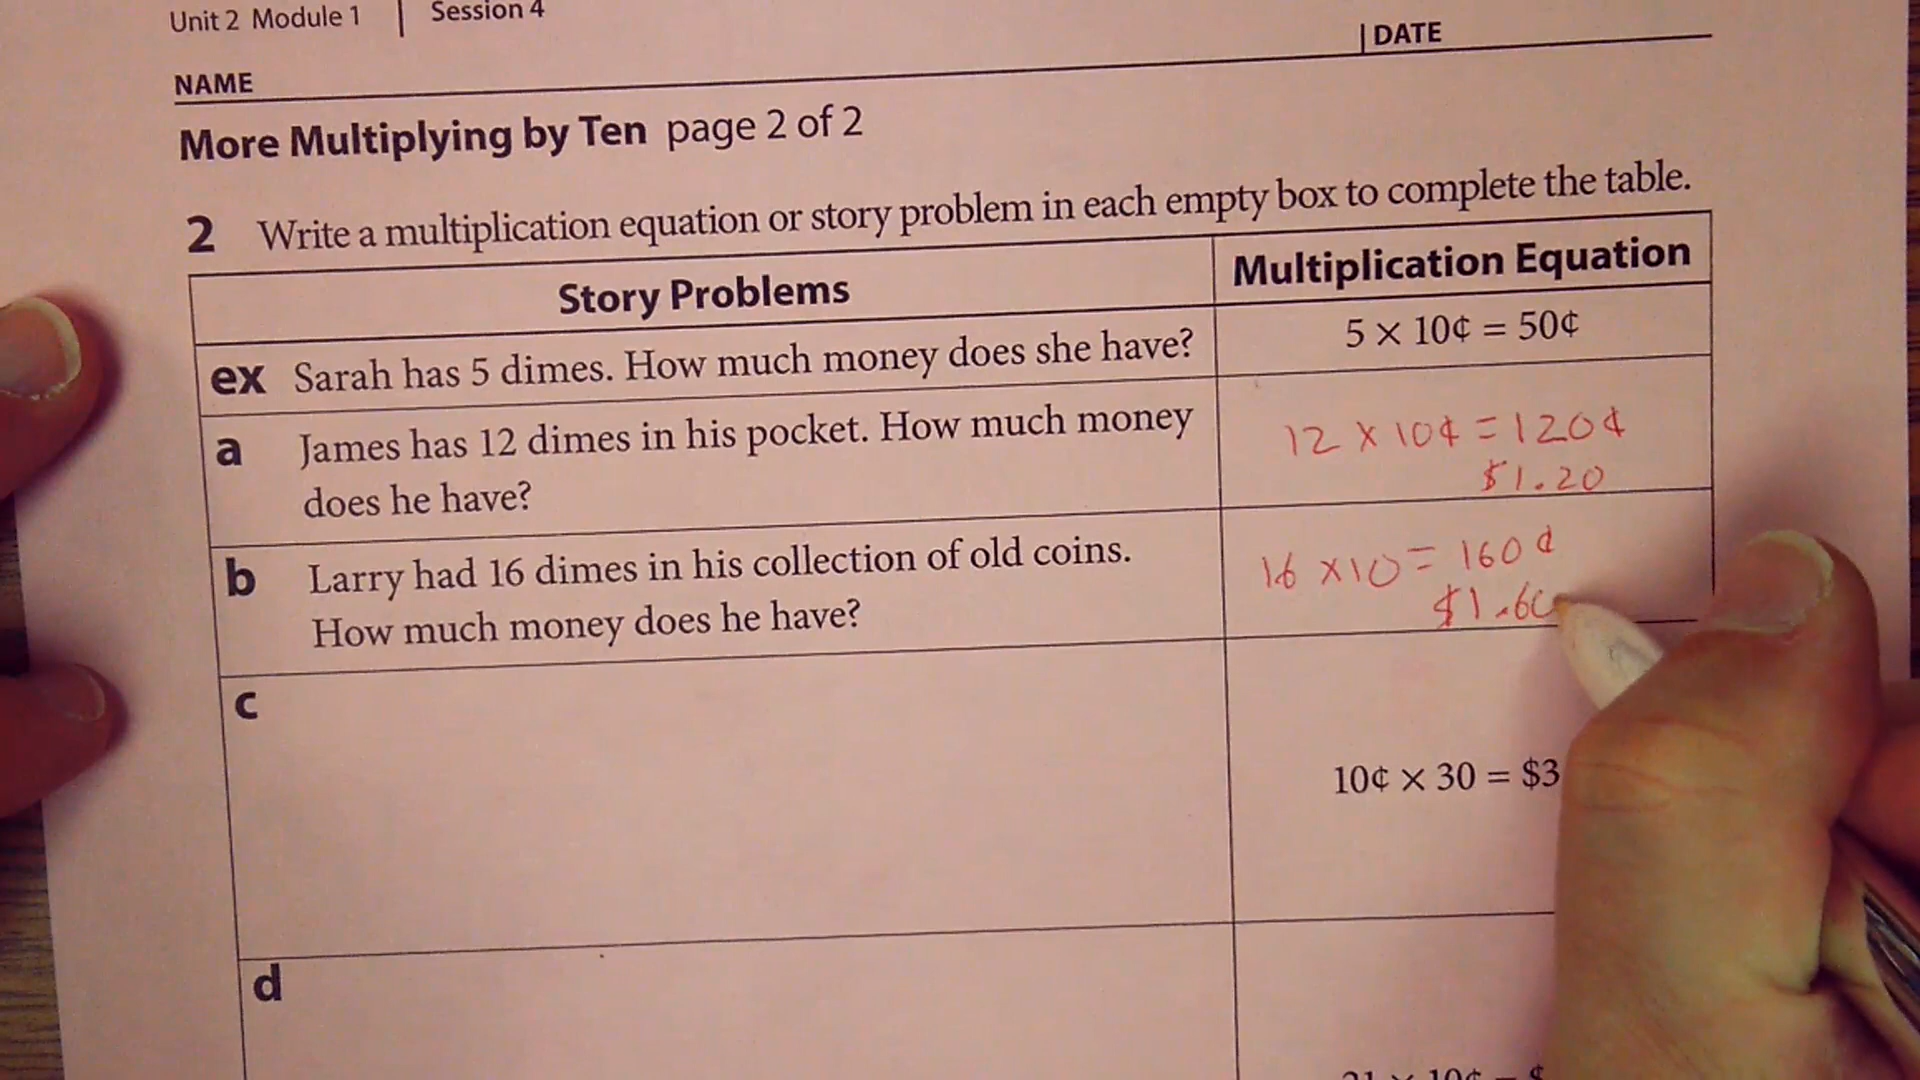 Unit 2 Module 1 | Session 4
NAME | DATE
More Multiplying by Ten page 2 of 2
2 Write a multiplication equation or story problem in each empty box to complete the table.
Story Problems
Multiplication Equation
ex Sarah has 5 dimes. How much money does she have?
5 × 10¢ = 50¢
a James has 12 dimes in his pocket. How much money
does he have?
12 × 10¢ = 120¢
$1.20
b Larry had 16 dimes in his collection of old coins.
How much money does he have?
16 × 10 = 160¢
$1.60
c
10¢ × 30 = $3
d